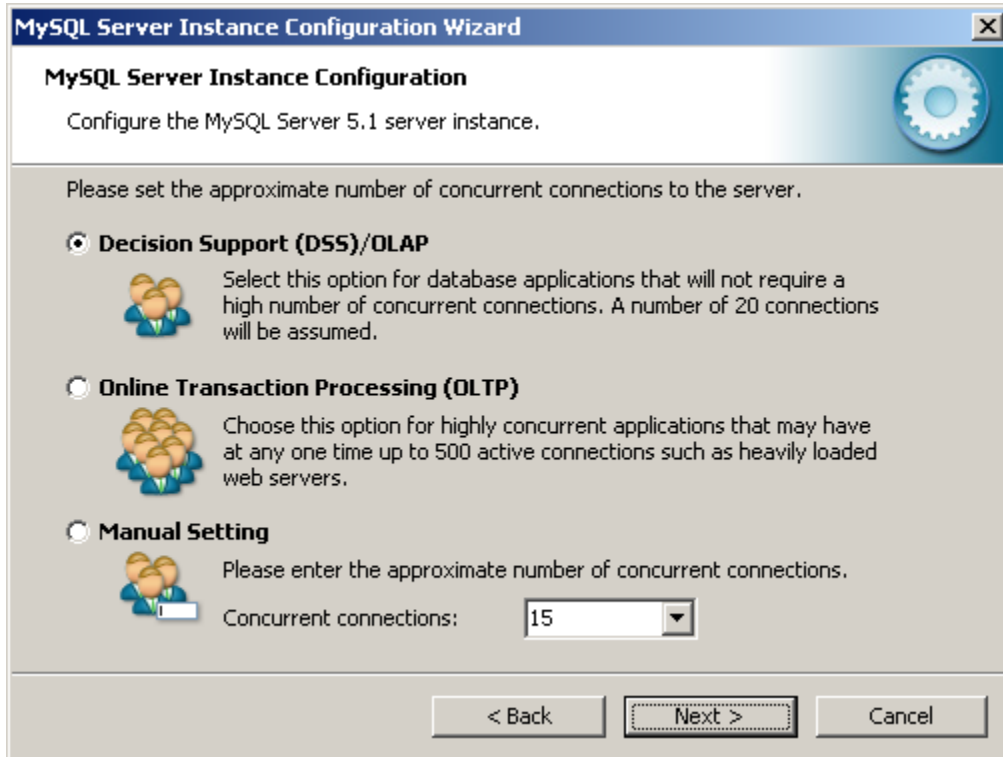 MySQL Server Instance Configuration Wizard
MySQL Server Instance Configuration
Configure the MySQL Server 5.1 server instance.
Please set the approximate number of concurrent connections to the server.
Decision Support (DSS)/OLAP
Select this option for database applications that will not require a
high number of concurrent connections. A number of 20 connections
will be assumed.
Online Transaction Processing (OLTP)
Choose this option for highly concurrent applications that may have
at any one time up to 500 active connections such as heavily loaded
web servers.
Manual Setting
Please enter the approximate number of concurrent connections.
Concurrent connections: 15
< Back Next > Cancel